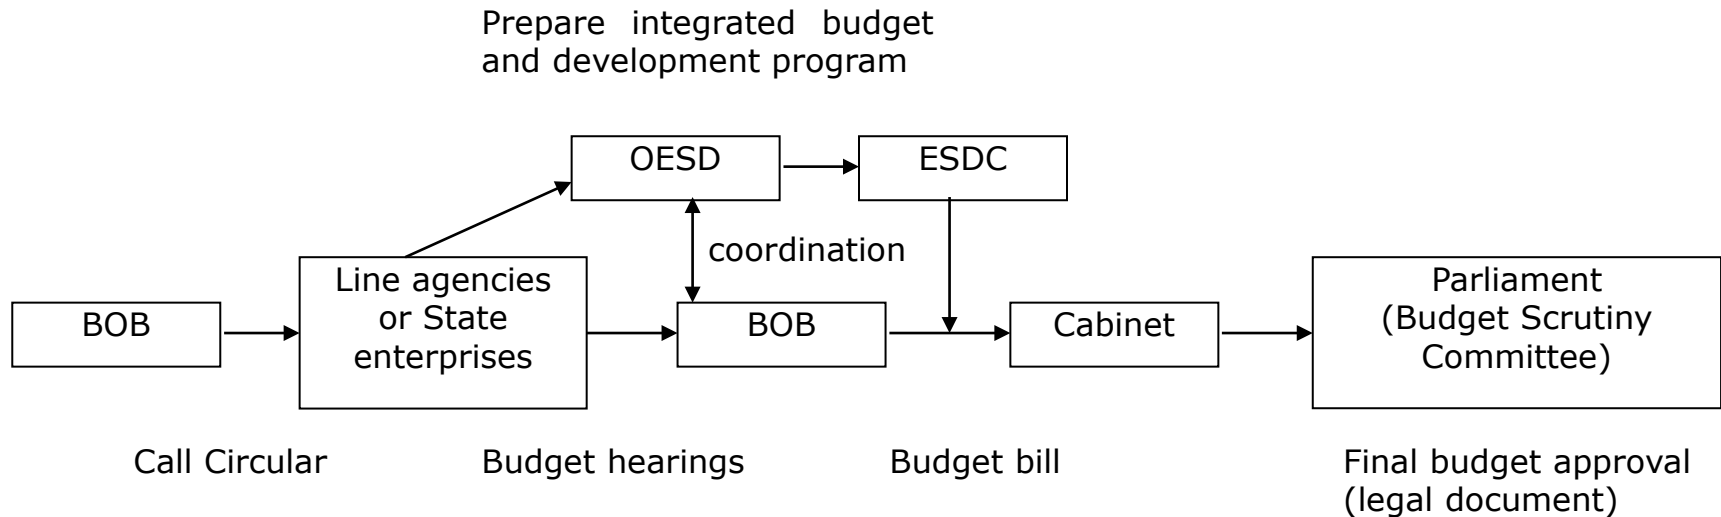 Prepare integrated budget
and development program
OESD
ESDC
coordination
BOB
Line agencies
or State
enterprises
BOB
Cabinet
Parliament
(Budget Scrutiny
Committee)
Call Circular
Budget hearings
Budget bill
Final budget approval
(legal document)